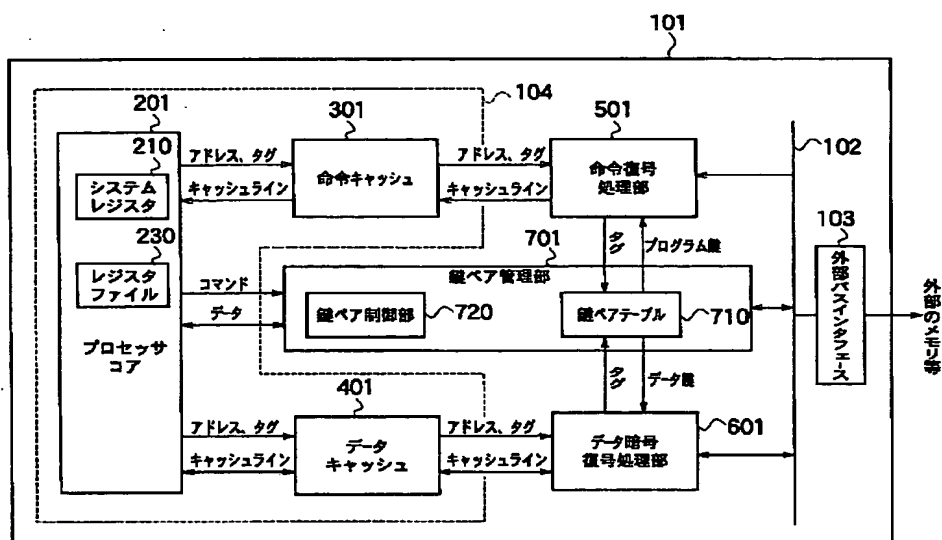 101
104
201
301
501
102
210
アドレス、タグ
アドレス、タグ
システム
レジスタ
命令キャッシュ
命令復号
処理部
キャッシュライン
キャッシュライン
103
230
701
タグ
プログラム鍵
外部バスインタフェース
外部のメモリ等
レジスタ
ファイル
コマンド
鍵ペア管理部
データ
鍵ペア制御部
720
鍵ペアテーブル
710
プロセッサ
コア
タグ
データ鍵
401
601
アドレス、タグ
アドレス、タグ
データ
キャッシュ
データ暗号
復号処理部
キャッシュライン
キャッシュライン